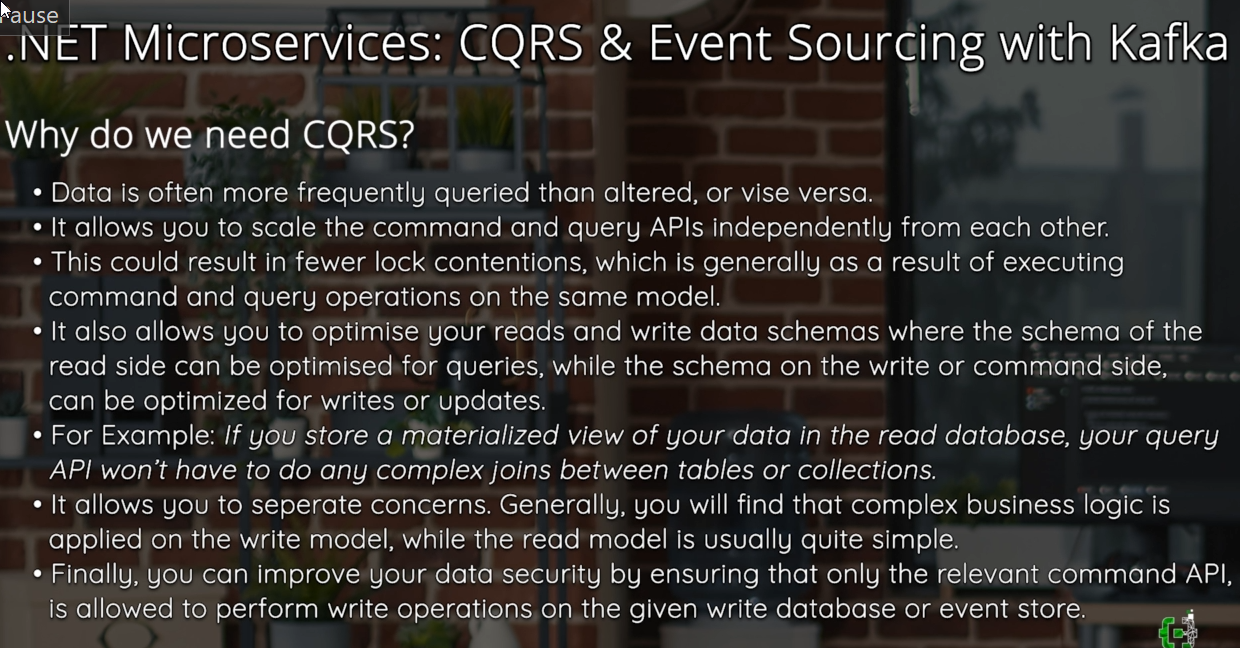 ause
.NET Microservices: CQRS & Event Sourcing with Kafka
Why do we need CQRS?
• Data is often more frequently queried than altered, or vise versa.
• It allows you to scale the command and query APIs independently from each other.
• This could result in fewer lock contentions, which is generally as a result of executing
command and query operations on the same model.
• It also allows you to optimise your reads and write data schemas where the schema of the
read side can be optimised for queries, while the schema on the write or command side,
can be optimized for writes or updates.
• For Example: If you store a materialized view of your data in the read database, your query
API won't have to do any complex joins between tables or collections.
• It allows you to seperate concerns. Generally, you will find that complex business logic is
applied on the write model, while the read model is usually quite simple.
• Finally, you can improve your data security by ensuring that only the relevant command API,
is allowed to perform write operations on the given write database or event store.